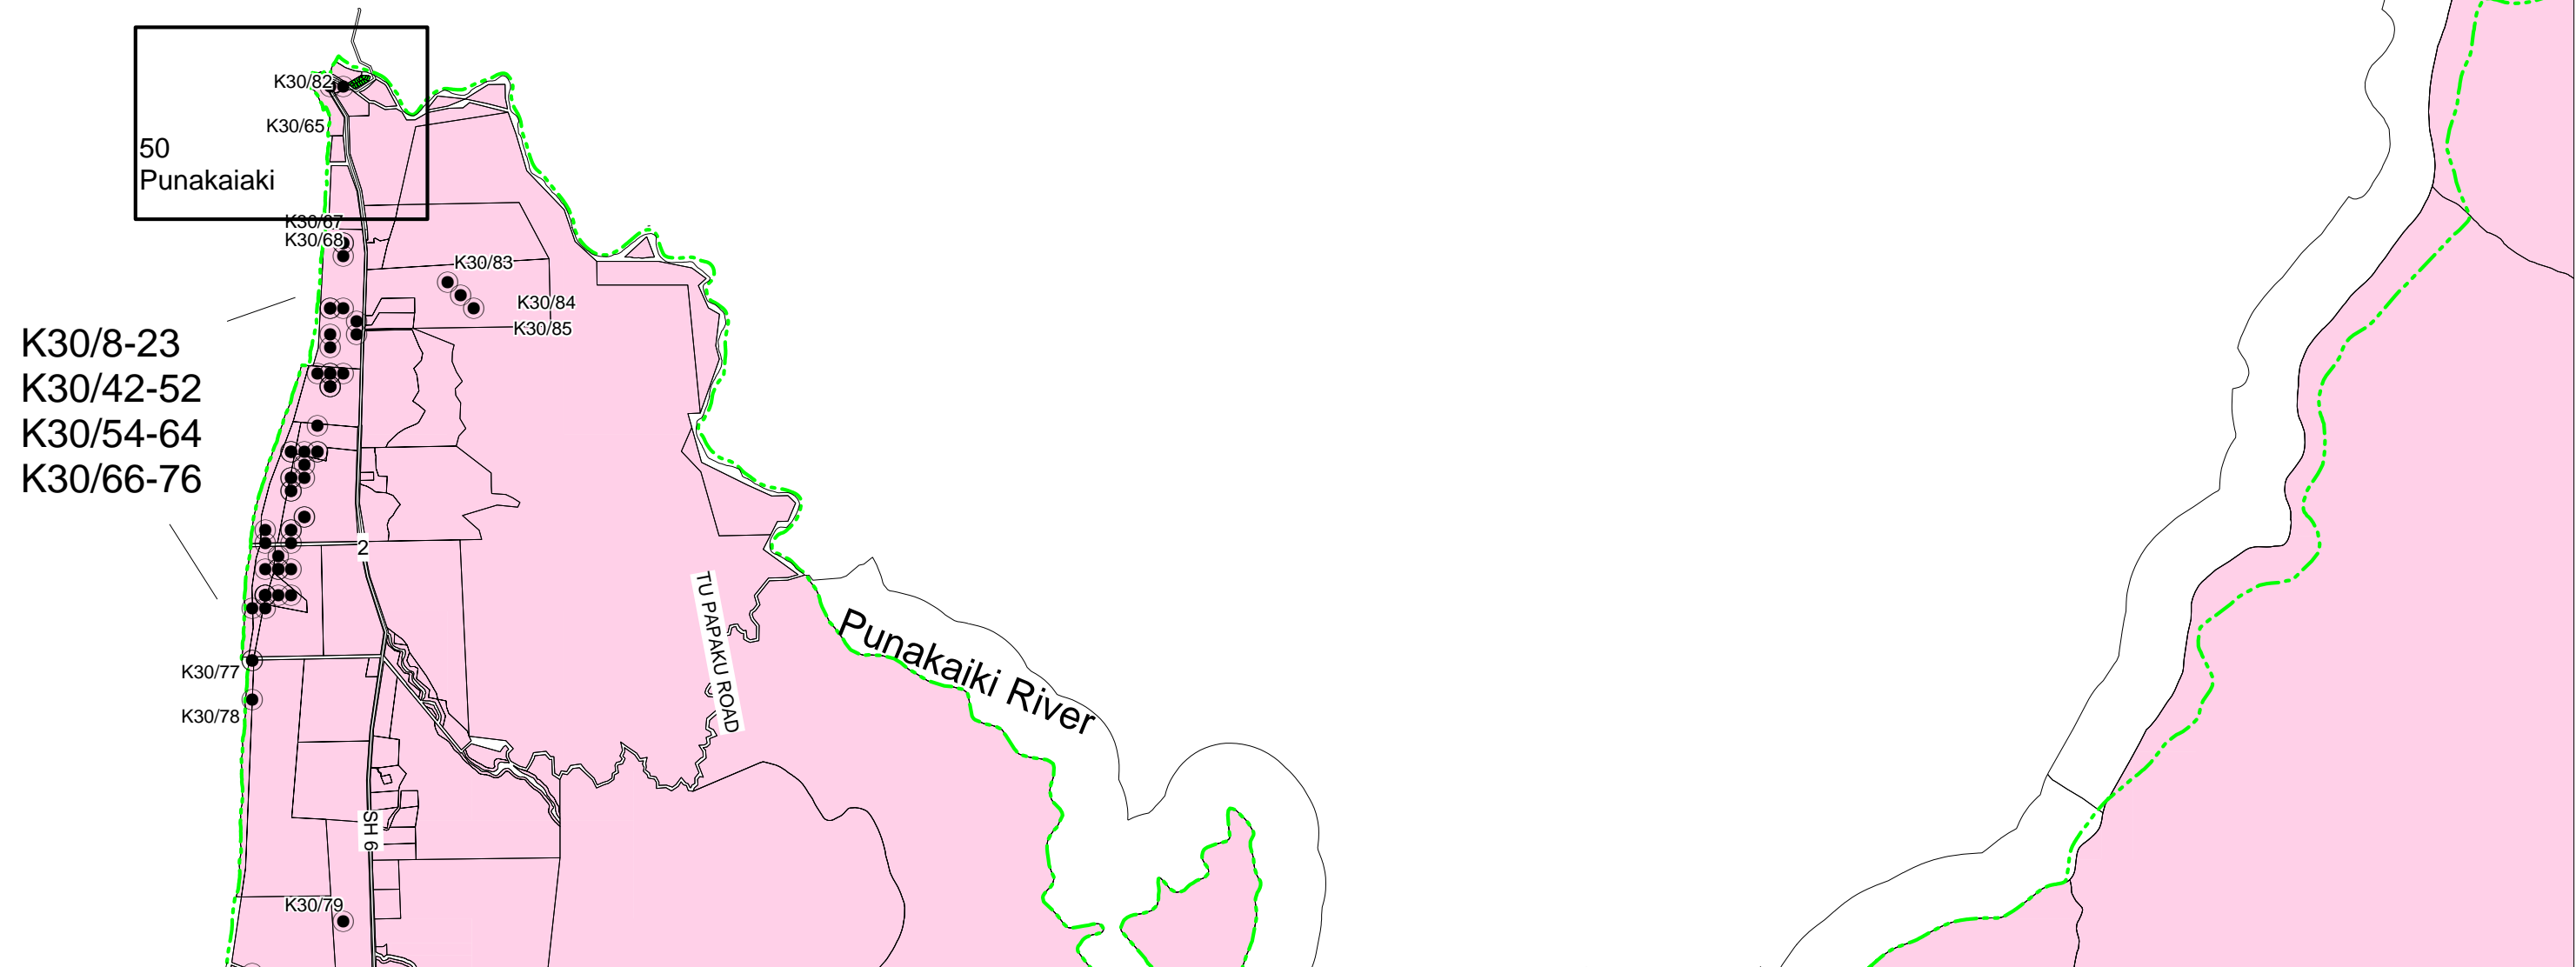 K30/82
K30/65
50
Punakaiaki
K30/67
K30/68
K30/83
K30/84
K30/85
K30/8-23
K30/42-52
K30/54-64
K30/66-76
2
TU PAPAKU ROAD
Punakaiki River
K30/77
K30/78
SH 6
K30/79